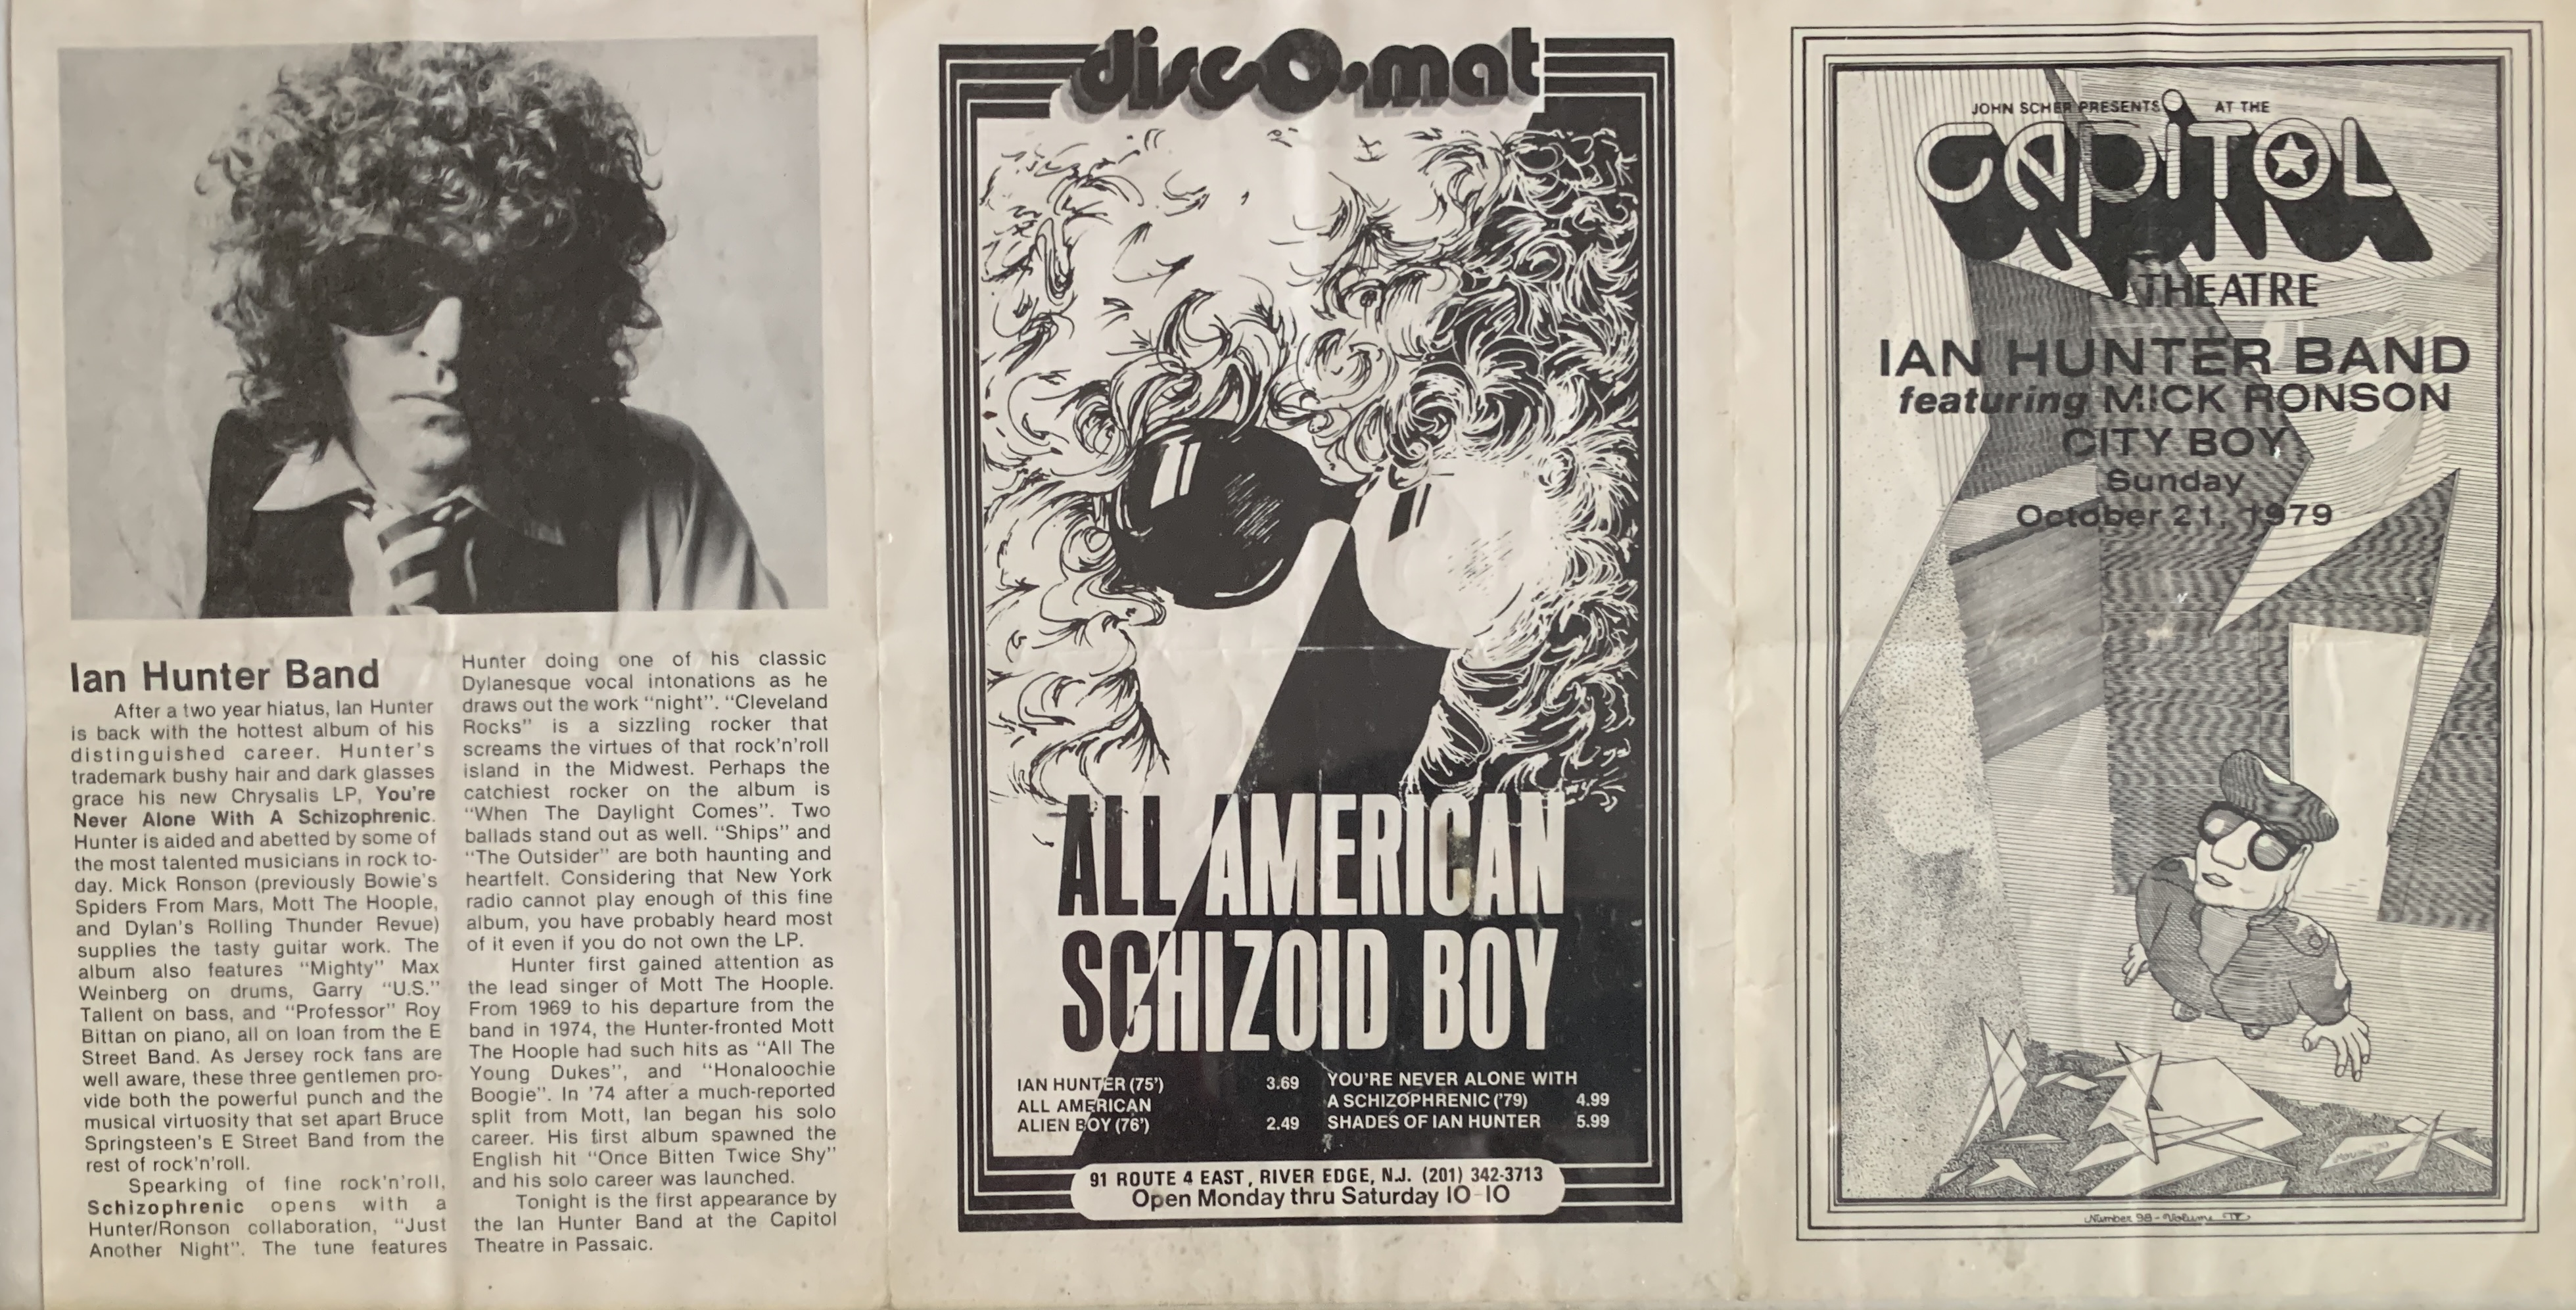 Ian Hunter Band
After a two year hiatus, Ian Hunter
is back with the hottest album of his
distinguished career. Hunter's
trademark bushy hair and dark glasses
grace his new Chrysalis LP, You're
Never Alone With A Schizophrenic.
Hunter is aided and abetted by some of
the most talented musicians in rock to-
day. Mick Ronson (previously Bowie's
Spiders From Mars, Mott The Hoople,
and Dylan's Rolling Thunder Revue)
supplies the tasty guitar work. The
album also features "Mighty" Max
Weinberg on drums, Garry "U.S."
Tallent on bass, and "Professor" Roy
Bittan on piano, all on loan from the E
Street Band. As Jersey rock fans are
well aware, these three gentlemen pro-
vide both the powerful punch and the
musical virtuosity that set apart Bruce
Springsteen's E Street Band from the
rest of rock'n'roll.
Spearking of fine rock'n'roll,
Schizophrenic opens with a
Hunter/Ronson collaboration, "Just
Another Night". The tune features
Hunter doing one of his classic
Dylanesque vocal intonations as he
draws out the work "night". "Cleveland
Rocks" is a sizzling rocker that
screams the virtues of that rock'n'roll
island in the Midwest. Perhaps the
catchiest rocker on the album is
"When The Daylight Comes". Two
ballads stand out as well. "Ships" and
"The Outsider" are both haunting and
heartfelt. Considering that New York
radio cannot play enough of this fine
album, you have probably heard most
of it even if you do not own the LP.
Hunter first gained attention as
the lead singer of Mott The Hoople.
From 1969 to his departure from the
band in 1974, the Hunter-fronted Mott
The Hoople had such hits as "All The
Young Dukes", and "Honaloochie
Boogie". In '74 after a much-reported
split from Mott, Ian began his solo
career. His first album spawned the
English hit "Once Bitten Twice Shy"
and his solo career was launched.
Tonight is the first appearance by
the Ian Hunter Band at the Capitol
Theatre in Passaic.
discO·mat
ALL AMERICAN
SCHIZOID BOY
IAN HUNTER (75') 3.69
ALL AMERICAN
ALIEN BOY (76') 2.49
YOU'RE NEVER ALONE WITH
A SCHIZOPHRENIC ('79) 4.99
SHADES OF IAN HUNTER 5.99
91 ROUTE 4 EAST, RIVER EDGE, N.J. (201) 342-3713
Open Monday thru Saturday 10-10
JOHN SCHER PRESENTS AT THE
CAPITOL
THEATRE
IAN HUNTER BAND
featuring MICK RONSON
CITY BOY
Sunday
October 21, 1979
Number 98 - Volume IV